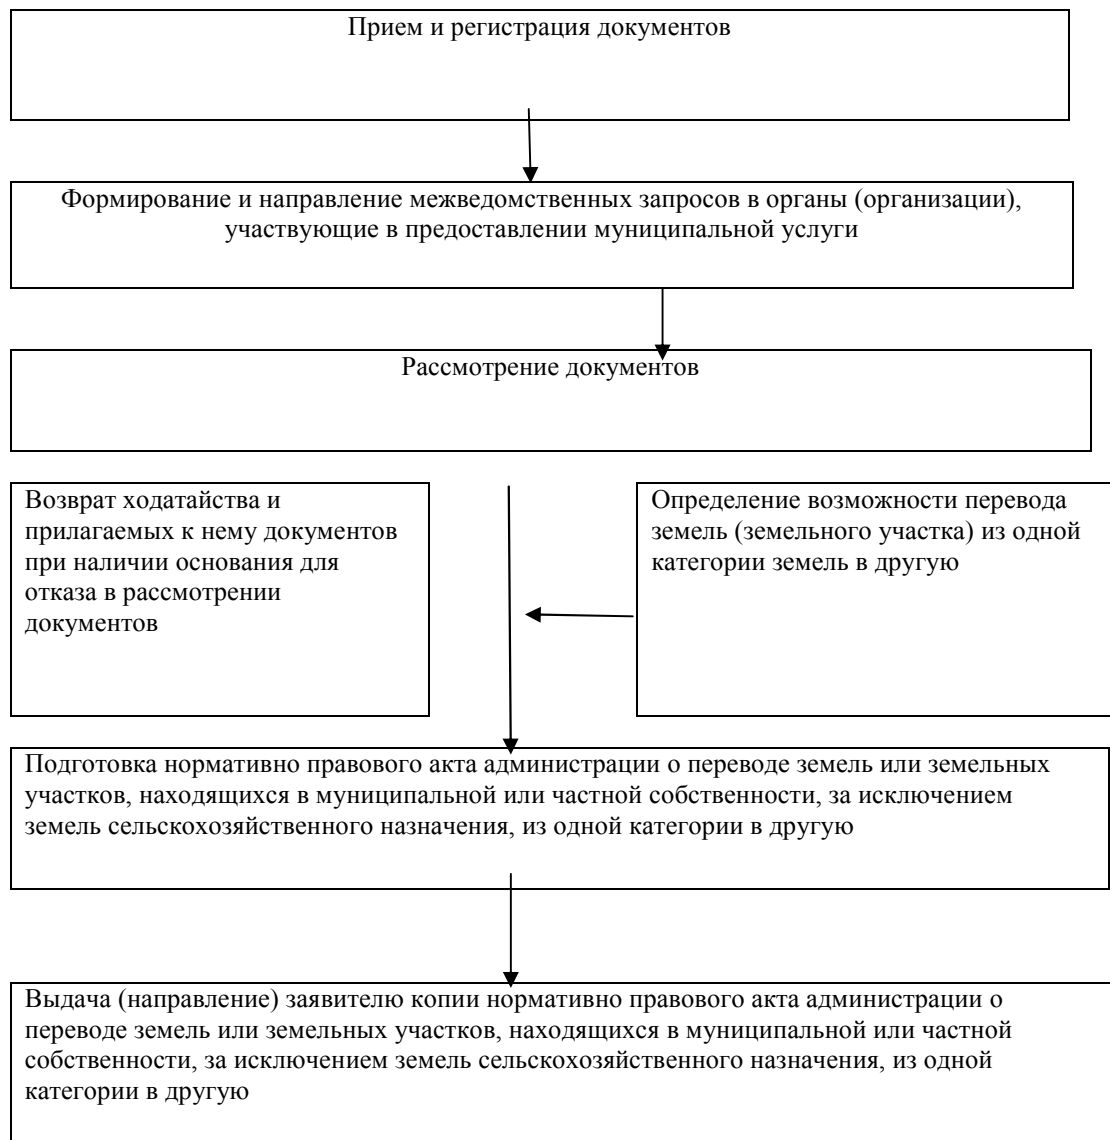 Прием и регистрация документов
Формирование и направление межведомственных запросов в органы (организации),
участвующие в предоставлении муниципальной услуги
Рассмотрение документов
Возврат ходатайства и
прилагаемых к нему документов
при наличии основания для
отказа в рассмотрении
документов
Определение возможности перевода
земель (земельного участка) из одной
категории земель в другую
Подготовка нормативно правового акта администрации о переводе земель или земельных
участков, находящихся в муниципальной или частной собственности, за исключением
земель сельскохозяйственного назначения, из одной категории в другую
Выдача (направление) заявителю копии нормативно правового акта администрации о
переводе земель или земельных участков, находящихся в муниципальной или частной
собственности, за исключением земель сельскохозяйственного назначения, из одной
категории в другую